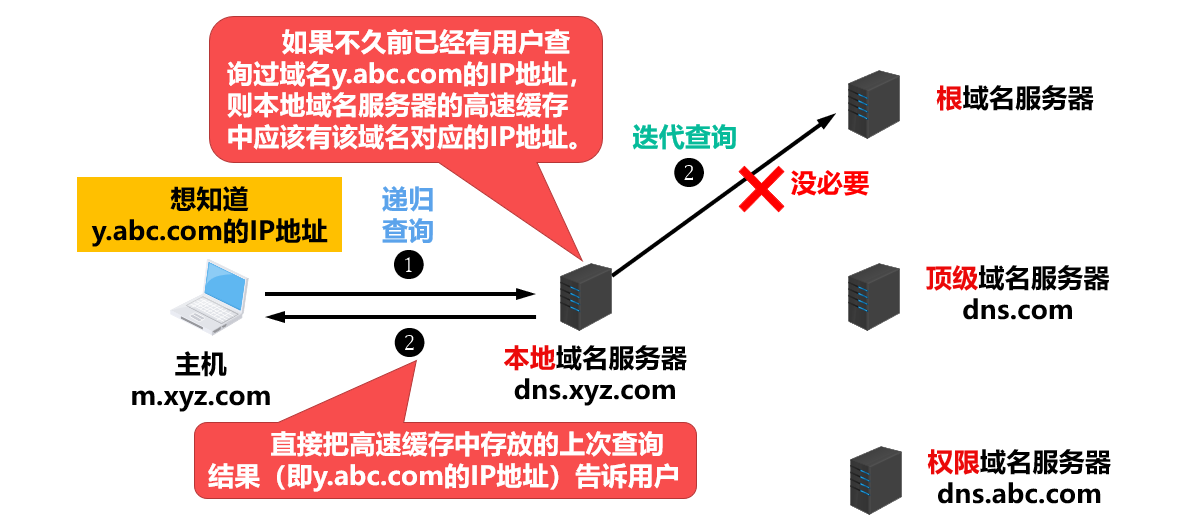 如果不久前已经有用户查
询过域名y.abc.com的IP地址,
则本地域名服务器的高速缓存
中应该有该域名对应的IP地址。
想知道
y.abc.com的IP地址
递归
查询
1
迭代查询
2
没必要
根域名服务器
顶级域名服务器
dns.com
2
主机
m.xyz.com
本地域名服务器
dns.xyz.com
直接把高速缓存中存放的上次查询
结果（即y.abc.com的IP地址）告诉用户
权限域名服务器
dns.abc.com